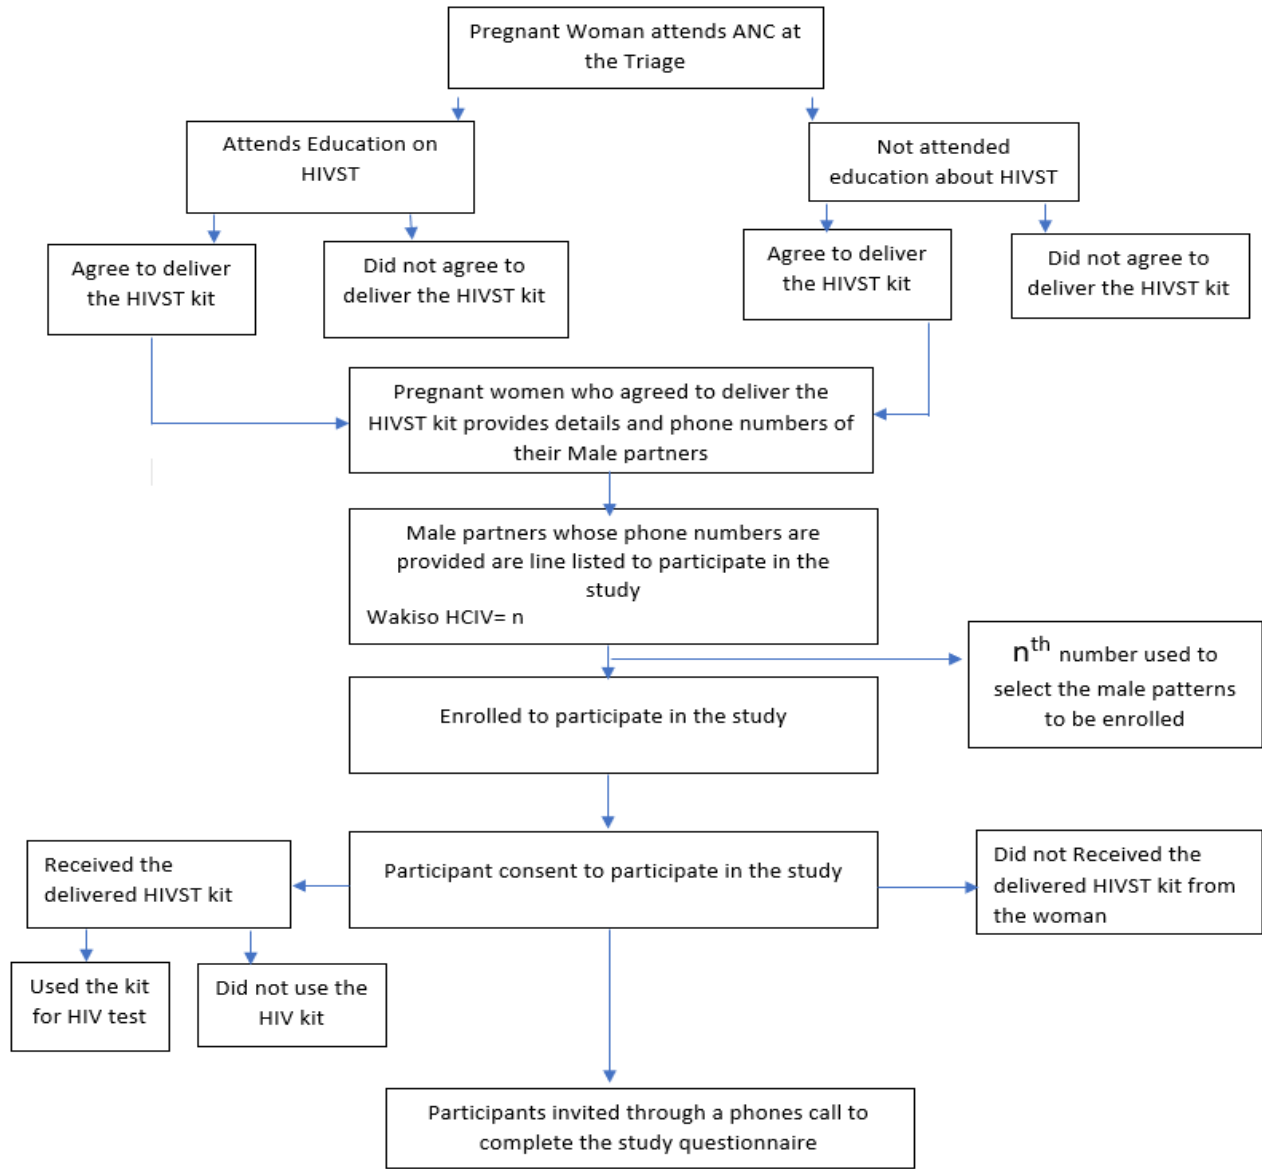 Pregnant Woman attends ANC at
the Triage
Attends Education on
HIVST
Not attended
education about HIVST
Agree to deliver
the HIVST kit
Did not agree to
deliver the HIVST kit
Agree to deliver
the HIVST kit
Did not agree to
deliver the HIVST kit
Pregnant women who agreed to deliver the
HIVST kit provides details and phone numbers of
their Male partners
Male partners whose phone numbers are
provided are line listed to participate in the
study
Wakiso HCIV= n
nth number used to
select the male patterns
to be enrolled
Enrolled to participate in the study
Received the
delivered HIVST kit
Participant consent to participate in the study
Did not Received the
delivered HIVST kit from
the woman
Used the kit
for HIV test
Did not use the
HIV kit
Participants invited through a phones call to
complete the study questionnaire